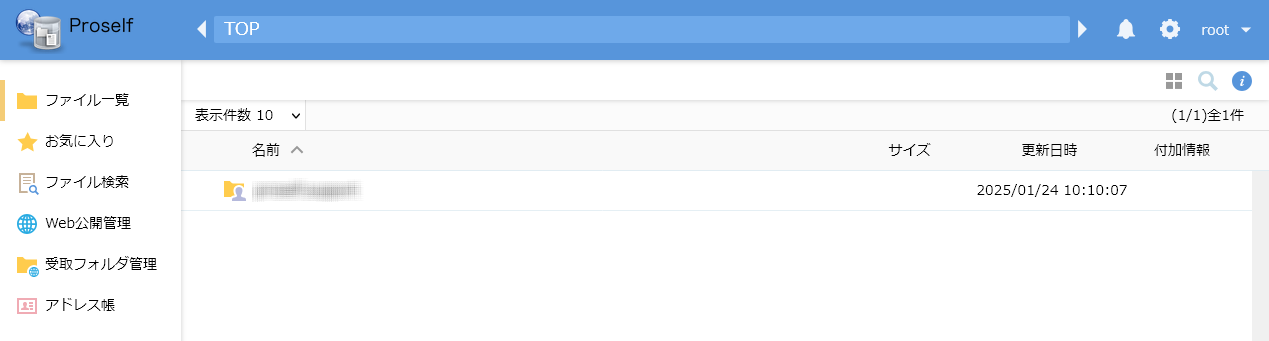 Proself
TOP
root
ファイル一覧
お気に入り
ファイル検索
Web公開管理
受取フォルダ管理
アドレス帳
表示件数 10
(1/1)全1件
名前 サイズ 更新日時 付加情報
2025/01/24 10:10:07